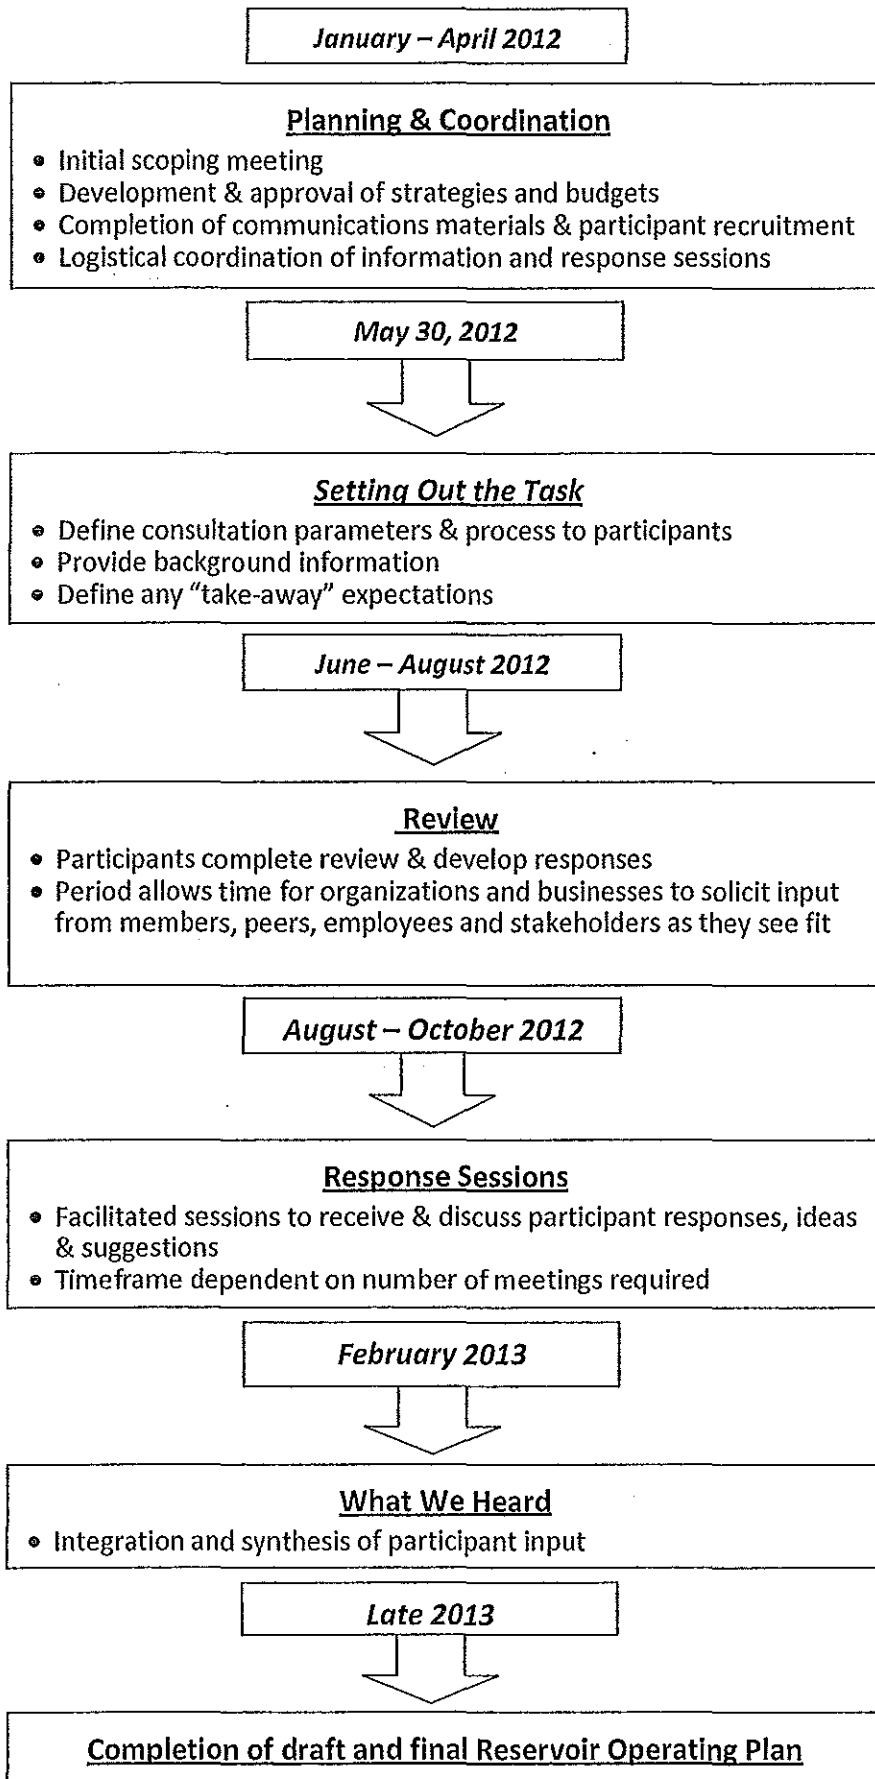 January – April 2012
Planning & Coordination
• Initial scoping meeting
• Development & approval of strategies and budgets
• Completion of communications materials & participant recruitment
• Logistical coordination of information and response sessions
May 30, 2012
Setting Out the Task
• Define consultation parameters & process to participants
• Provide background information
• Define any “take-away” expectations
June – August 2012
Review
• Participants complete review & develop responses
• Period allows time for organizations and businesses to solicit input
from members, peers, employees and stakeholders as they see fit
August – October 2012
Response Sessions
• Facilitated sessions to receive & discuss participant responses, ideas
& suggestions
• Timeframe dependent on number of meetings required
February 2013
What We Heard
• Integration and synthesis of participant input
Late 2013
Completion of draft and final Reservoir Operating Plan